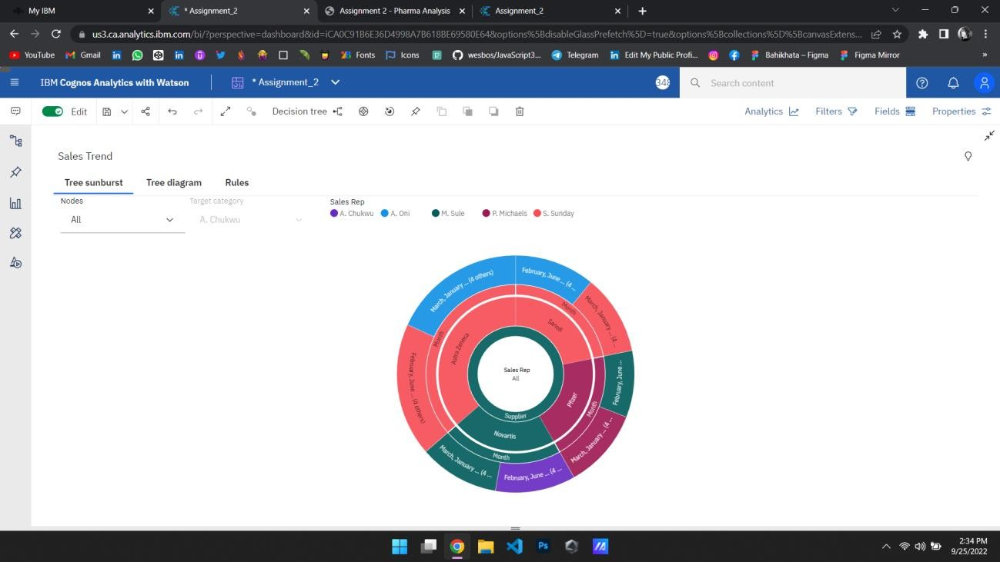 My IBM
* Assignment_2
Assignment 2 - Pharma Analysis
Assignment_2
us3.ca.analytics.ibm.com/bi/?perspective=dashboard&id=iCA0C91B6E36D4998A7B618BE69580E64&options%5BdisableGlassPrefetch%5D=true&options%5Bcollections%5D%5BcanvasExtens...
YouTube
Gmail
Fonts
Icons
wesbos/JavaScript3...
Telegram
Edit My Public Profi...
Bahikhata – Figma
Figma Mirror
»
IBM Cognos Analytics with Watson
* Assignment_2
Search content
Edit
Decision tree
Analytics
Filters
Fields
Properties
Sales Trend
Tree sunburst
Tree diagram
Rules
Nodes
Target category
Sales Rep
All
A. Chukwu
A. Chukwu
A. Oni
M. Sule
P. Michaels
S. Sunday
March, January ... (4 others)
February, June ... (4 ...
March, January ... (4 ...
Month
Month
Sanofi
Astra Zeneca
Sales Rep
All
February, June ... (4 others)
February, June ...
Pfizer
Month
Supplier
Novartis
Month
March, January ... (4 ...
March, January ... (4 ...
February, June ... (4 ...
Ps
2:34 PM
9/25/2022